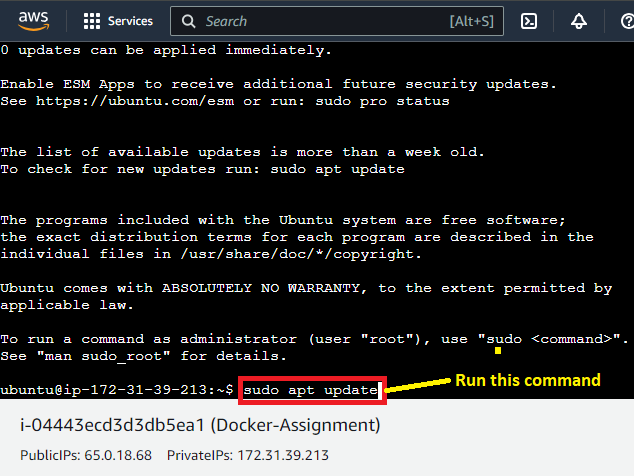 aws
Services
Search
[Alt+S]
0 updates can be applied immediately.
Enable ESM Apps to receive additional future security updates.
See https://ubuntu.com/esm or run: sudo pro status
The list of available updates is more than a week old.
To check for new updates run: sudo apt update
The programs included with the Ubuntu system are free software;
the exact distribution terms for each program are described in the
individual files in /usr/share/doc/*/copyright.
Ubuntu comes with ABSOLUTELY NO WARRANTY, to the extent permitted by
applicable law.
To run a command as administrator (user "root"), use "sudo <command>".
See "man sudo_root" for details.
ubuntu@ip-172-31-39-213:~$ sudo apt update
Run this command
i-04443ecd3d3db5ea1 (Docker-Assignment)
PublicIPs: 65.0.18.68 PrivateIPs: 172.31.39.213